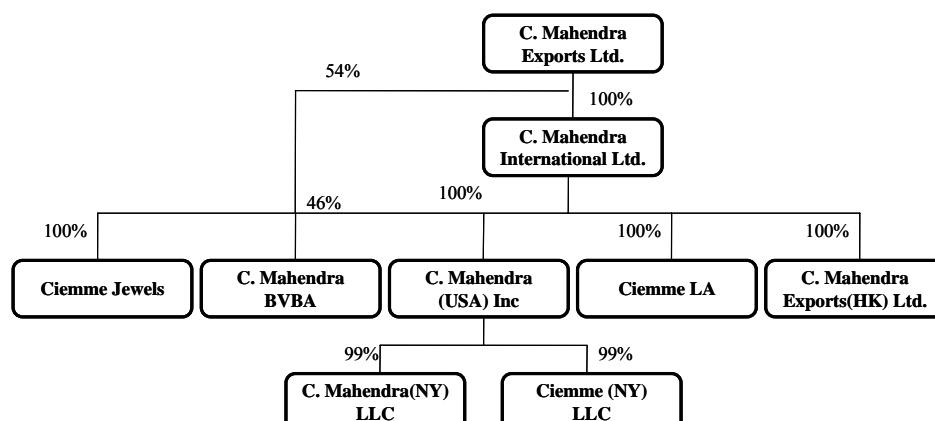 C. Mahendra
Exports Ltd.
54%
100%
C. Mahendra
International Ltd.
100%
46%
100%
100%
100%
Ciemme Jewels
C. Mahendra
BVBA
C. Mahendra
(USA) Inc
Ciemme LA
C. Mahendra
Exports(HK) Ltd.
99%
99%
C. Mahendra(NY)
LLC
Ciemme (NY)
LLC